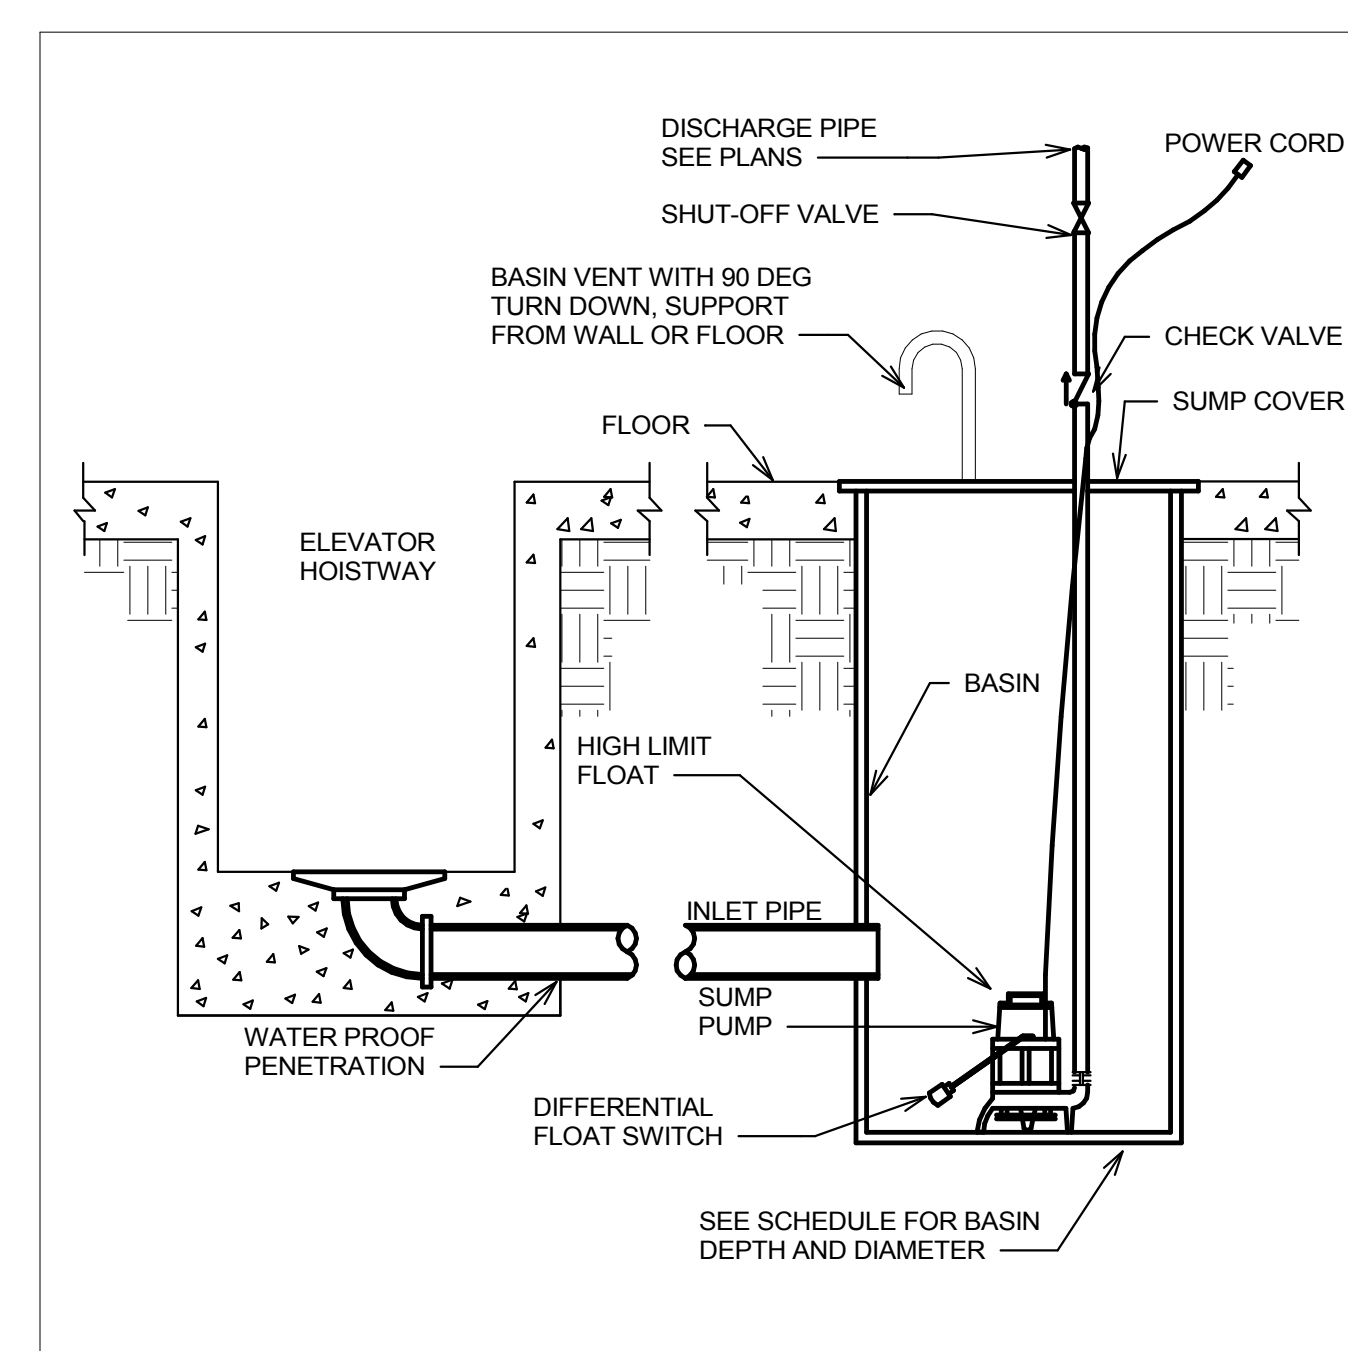 DISCHARGE PIPE
SEE PLANS
POWER CORD
SHUT-OFF VALVE
BASIN VENT WITH 90 DEG
TURN DOWN, SUPPORT
FROM WALL OR FLOOR
CHECK VALVE
SUMP COVER
FLOOR
ELEVATOR
HOISTWAY
BASIN
HIGH LIMIT
FLOAT
INLET PIPE
SUMP
PUMP
WATER PROOF
PENETRATION
DIFFERENTIAL
FLOAT SWITCH
SEE SCHEDULE FOR BASIN
DEPTH AND DIAMETER